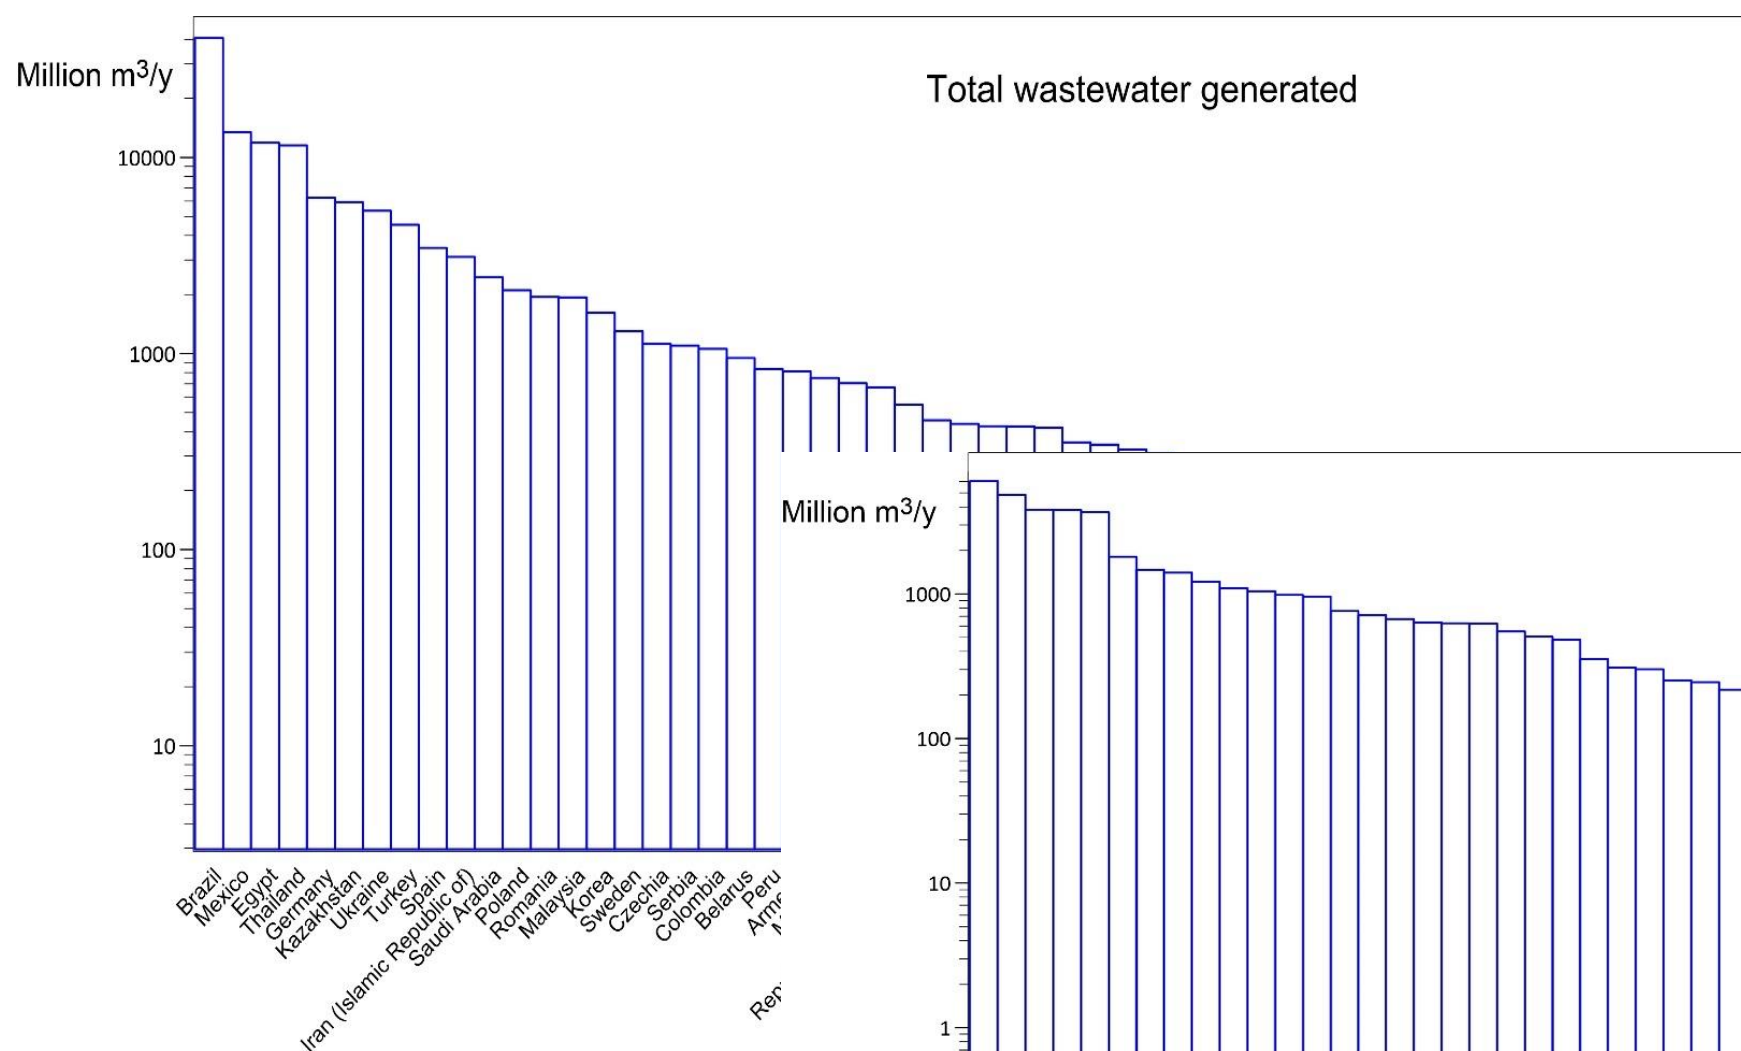 Million m3/y
Total wastewater generated
10000
1000
100
10
Brazil
Mexico
Egypt
Thailand
Germany
Kazakhstan
Ukraine
Turkey
Spain
Iran (Islamic Republic of)
Saudi Arabia
Poland
Romania
Malaysia
Korea
Sweden
Czechia
Serbia
Colombia
Belarus
Peru
Million m3/y
1000
100
10
1